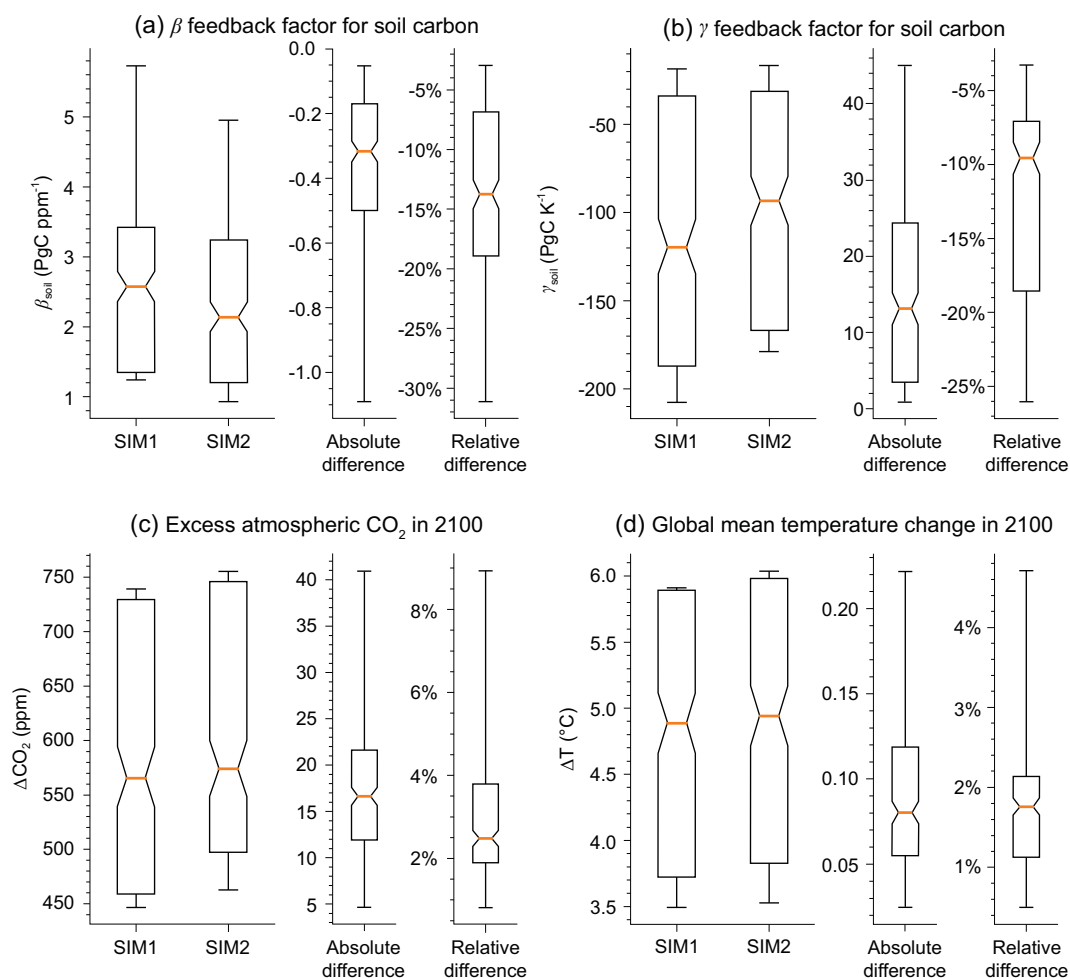 (a) β feedback factor for soil carbon
βsoil (PgC ppm-1)
5
4
3
2
1
SIM1
SIM2
0.0
-0.2
-0.4
-0.6
-0.8
-1.0
Absolute
difference
-5%
-10%
-15%
-20%
-25%
-30%
Relative
difference
(b) γ feedback factor for soil carbon
γsoil (PgC K-1)
-50
-100
-150
-200
SIM1
SIM2
40
30
20
10
0
Absolute
difference
-5%
-10%
-15%
-20%
-25%
Relative
difference
(c) Excess atmospheric CO2 in 2100
ΔCO2 (ppm)
750
700
650
600
550
500
450
SIM1
SIM2
40
35
30
25
20
15
10
5
Absolute
difference
8%
6%
4%
2%
Relative
difference
(d) Global mean temperature change in 2100
ΔT (°C)
6.0
5.5
5.0
4.5
4.0
3.5
SIM1
SIM2
0.20
0.15
0.10
0.05
Absolute
difference
4%
3%
2%
1%
Relative
difference